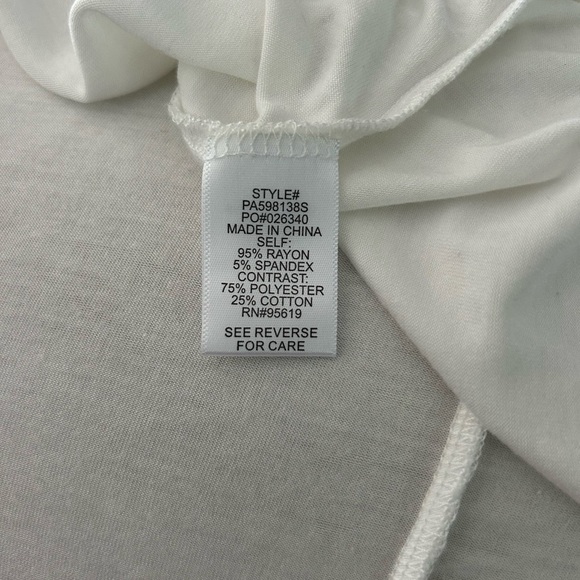 STYLE#
PA598138S
PO#026340
MADE IN CHINA
SELF:
95% RAYON
5% SPANDEX
CONTRAST:
75% POLYESTER
25% COTTON
RN#95619
SEE REVERSE
FOR CARE